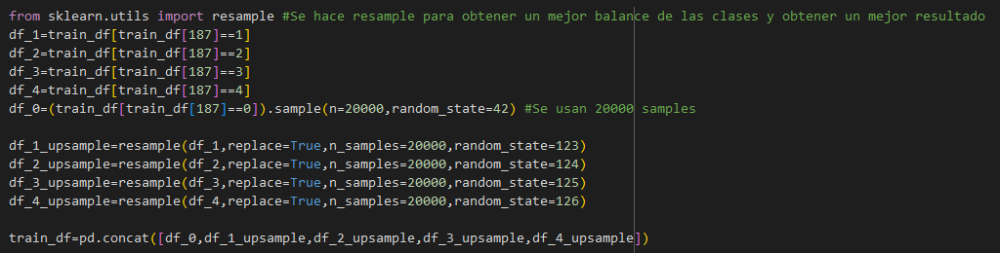 from sklearn.utils import resample #Se hace resample para obtener un mejor balance de las clases y obtener un mejor resultado
df_1=train_df[train_df[187]==1]
df_2=train_df[train_df[187]==2]
df_3=train_df[train_df[187]==3]
df_4=train_df[train_df[187]==4]
df_0=(train_df[train_df[187]==0]).sample(n=20000,random_state=42) #Se usan 20000 samples
df_1_upsample=resample(df_1,replace=True,n_samples=20000,random_state=123)
df_2_upsample=resample(df_2,replace=True,n_samples=20000,random_state=124)
df_3_upsample=resample(df_3,replace=True,n_samples=20000,random_state=125)
df_4_upsample=resample(df_4,replace=True,n_samples=20000,random_state=126)
train_df=pd.concat([df_0,df_1_upsample,df_2_upsample,df_3_upsample,df_4_upsample])